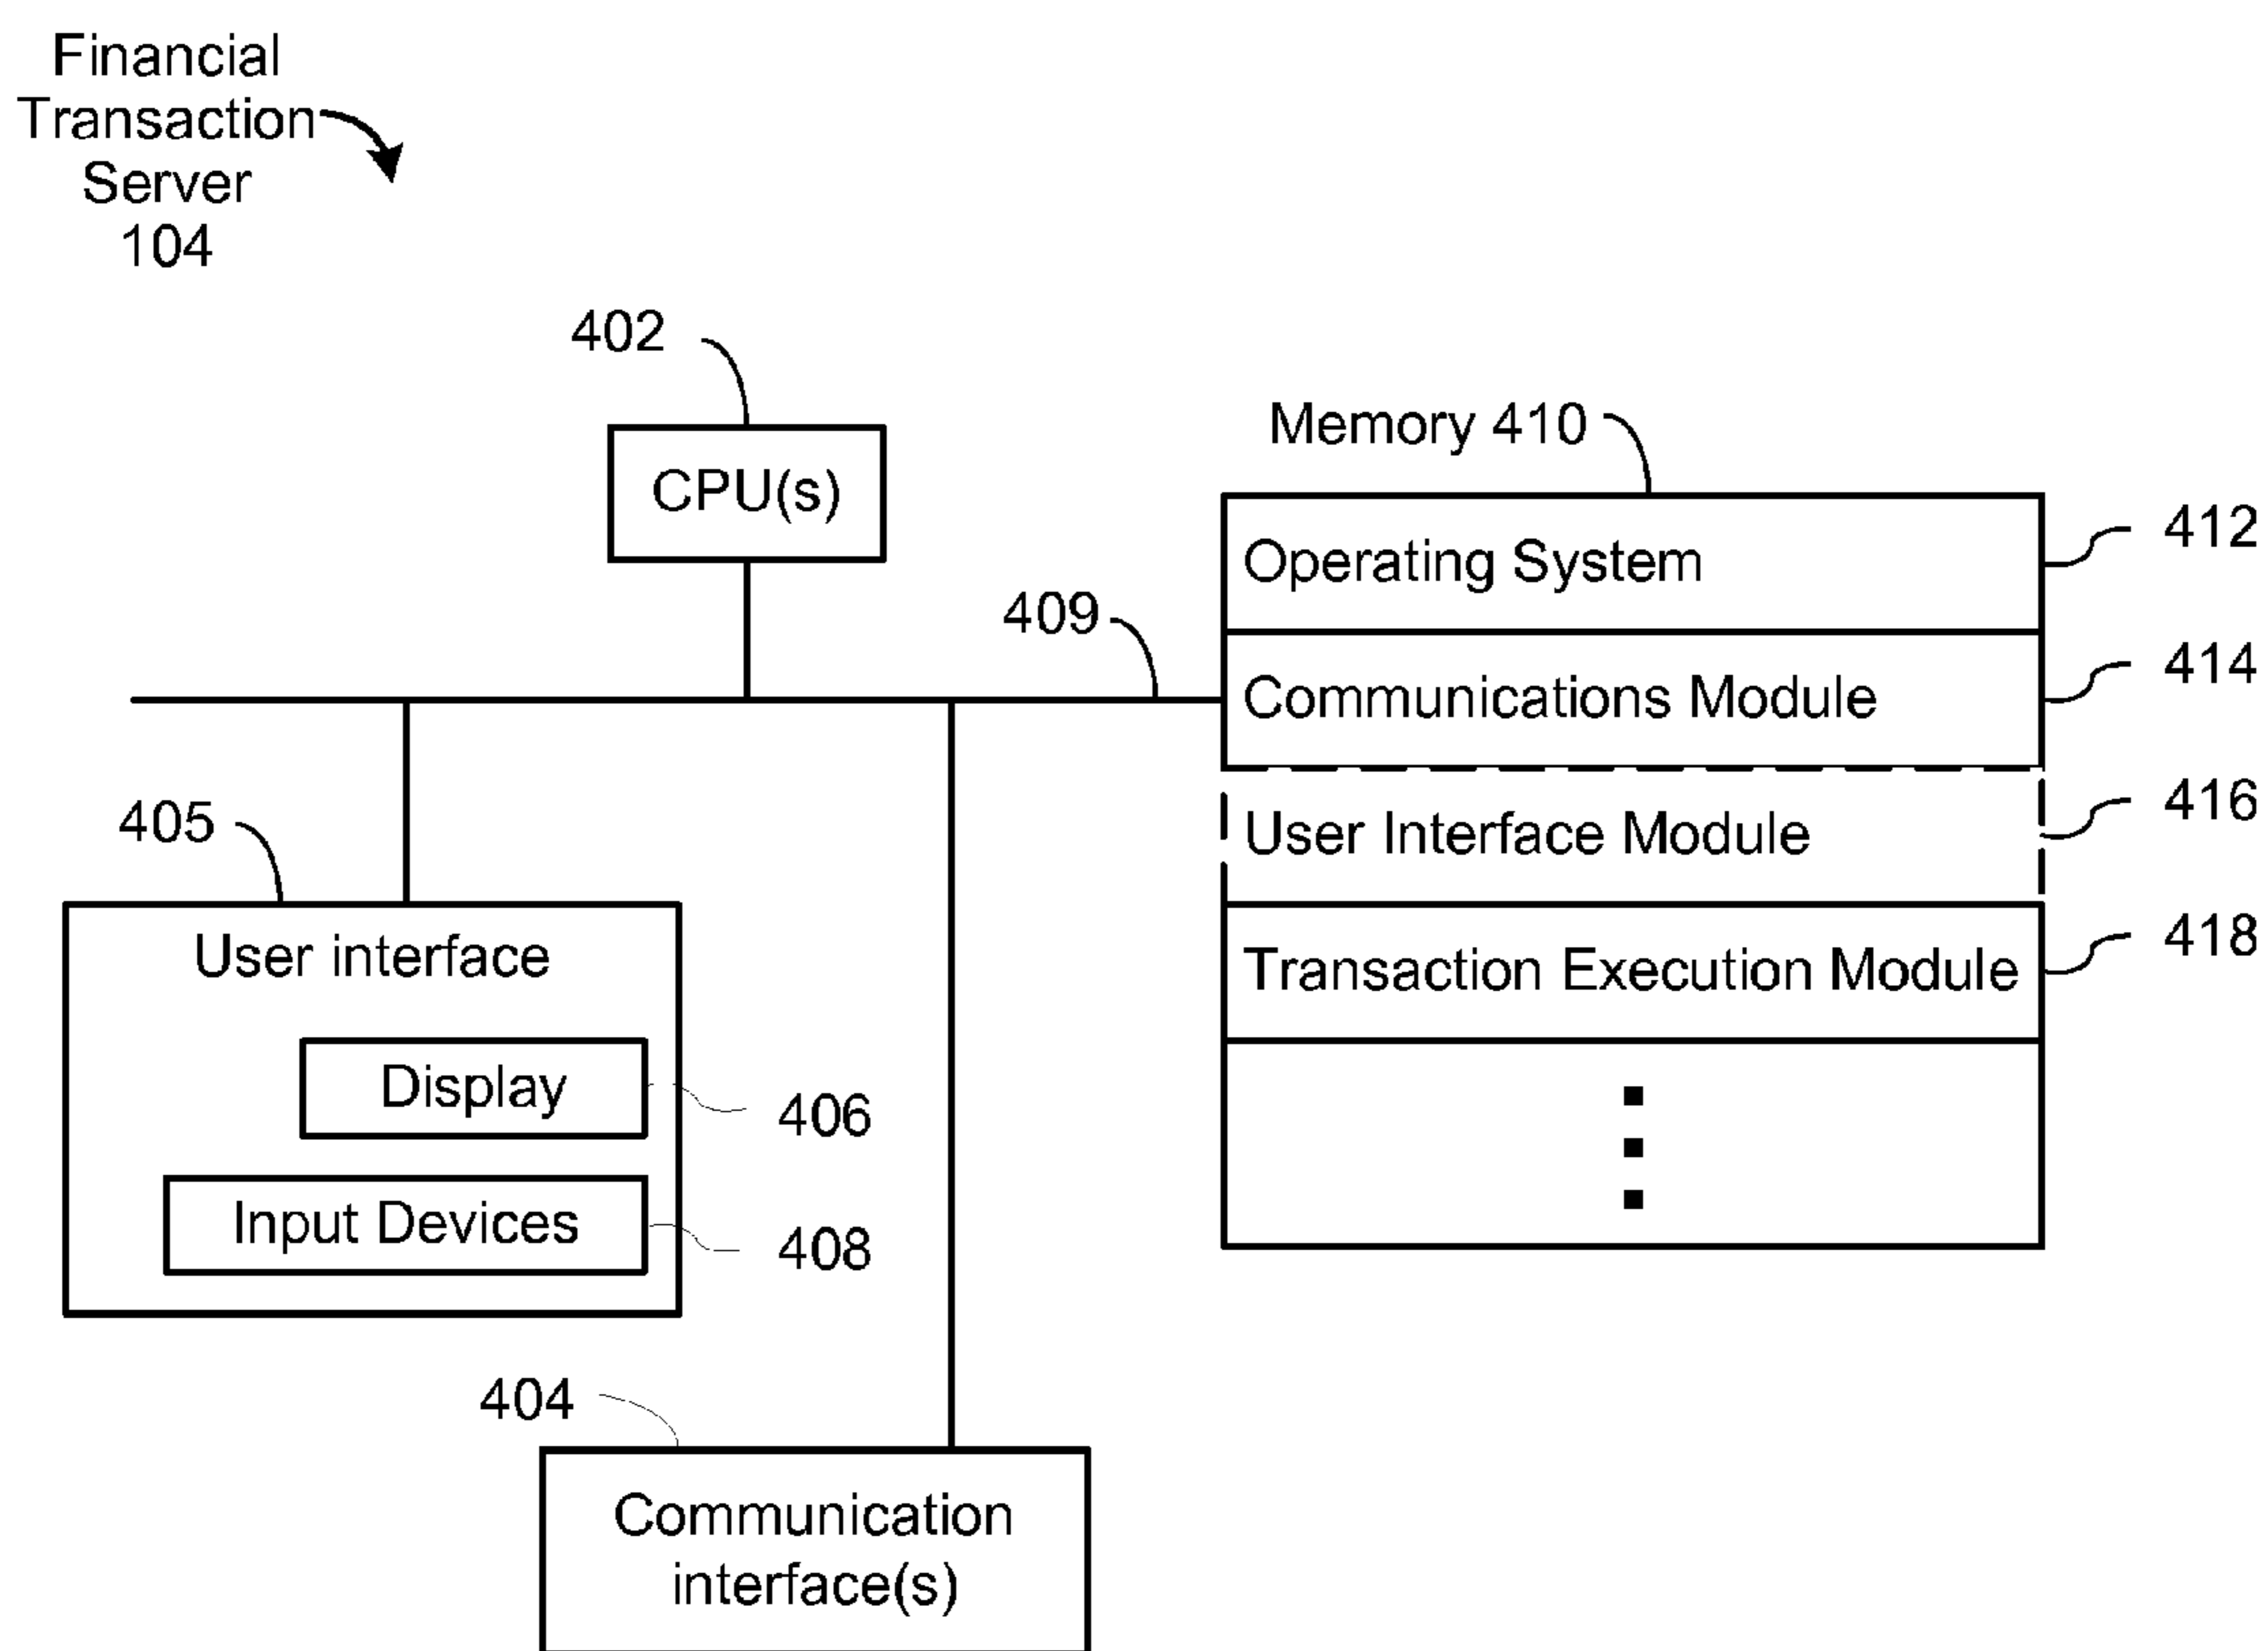 Financial
Transaction
Server
104
402
CPU(s)
Memory 410
Operating System
412
409
Communications Module
414
User Interface Module
416
405
Transaction Execution Module
418
User interface
Display
406
Input Devices
408
404
Communication
interface(s)